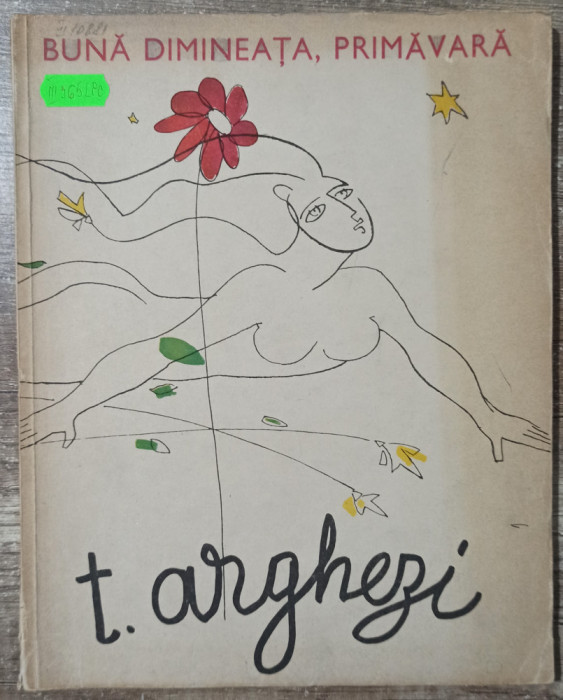 BUNĂ DIMINEAȚA, PRIMĂVARĂ
t. arghezi